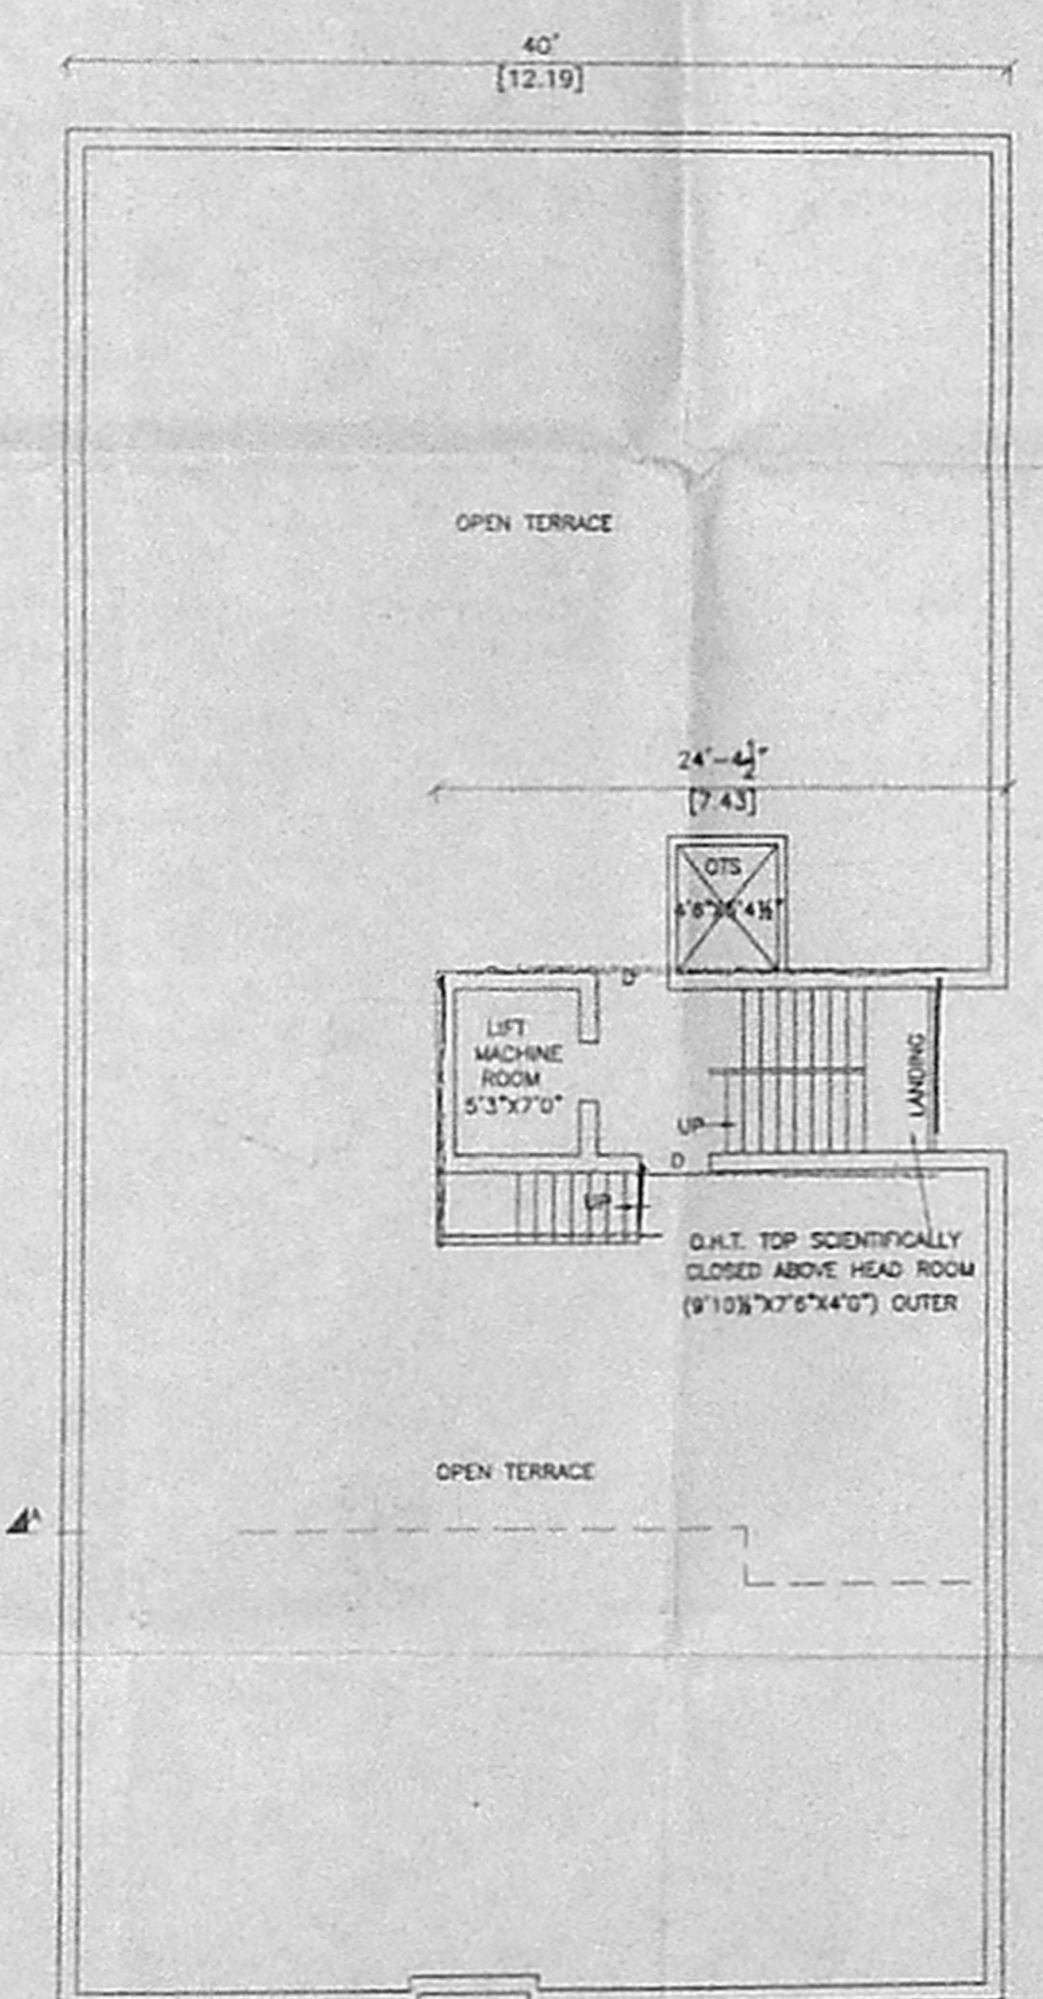 40'
[12.19]
OPEN TERRACE
24'-4½"
[7.43]
OTS
D
LIFT
MACHINE
ROOM
5'3"X7'0"
LANDING
UP
D
UP
O.H.T. TOP SCIENTIFICALLY
CLOSED ABOVE HEAD ROOM
(9'10½"X7'6"X4'0") OUTER
OPEN TERRACE
A